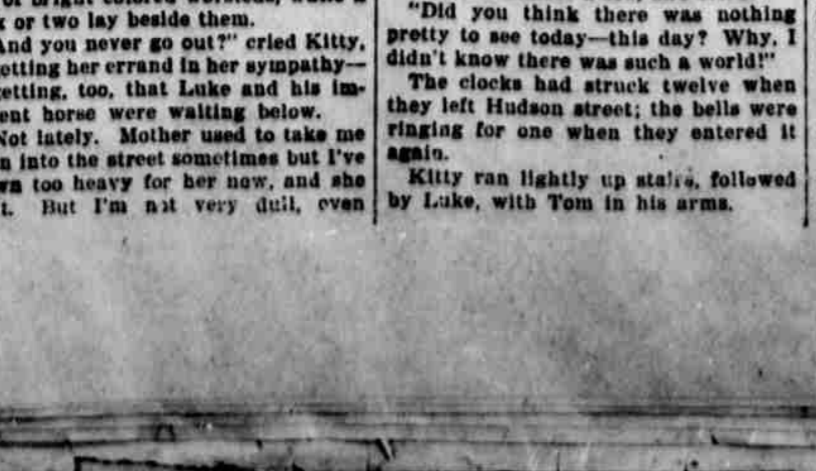 or two lay beside them.
And you never go out?" cried Kitty,
etting her errand in her sympathy—
etting, too, that Luke and his im-
ent horse were waiting below.
Not lately. Mother used to take me
n into the street sometimes but I've
wn too heavy for her now, and she
t. But I'm not very dull, even
"Did you think there was nothing
pretty to see today—this day? Why, I
didn't know there was such a world!"
The clocks had struck twelve when
they left Hudson street; the bells were
ringing for one when they entered it
again.
Kitty ran lightly up stairs, followed
by Luke, with Tom in his arms.